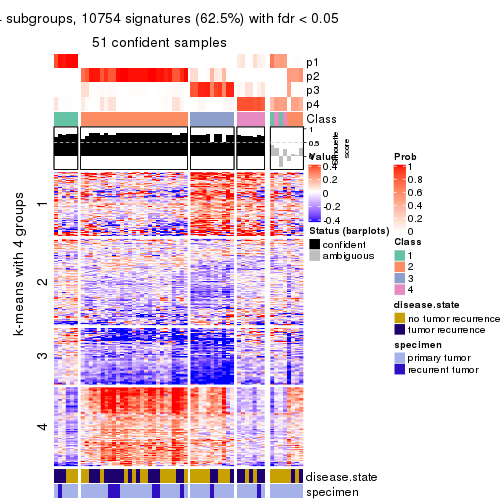 subgroups, 10754 signatures (62.5%) with fdr < 0.05
51 confident samples
p1
p2
p3
p4
Class
1
0.5
silhouette
score
k-means with 4 groups
1
2
3
4
disease.state
specimen
Value
0.4
0.2
0
-0.2
-0.4
Status (barplots)
confident
ambiguous
Prob
1
0.8
0.6
0.4
0.2
0
Class
1
2
3
4
disease.state
no tumor recurrence
tumor recurrence
specimen
primary tumor
recurrent tumor